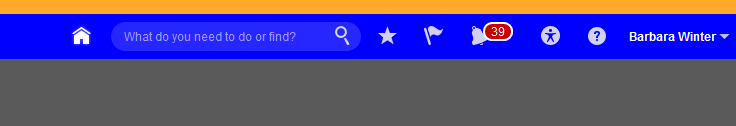 What do you need to do or find?
39
Barbara Winter